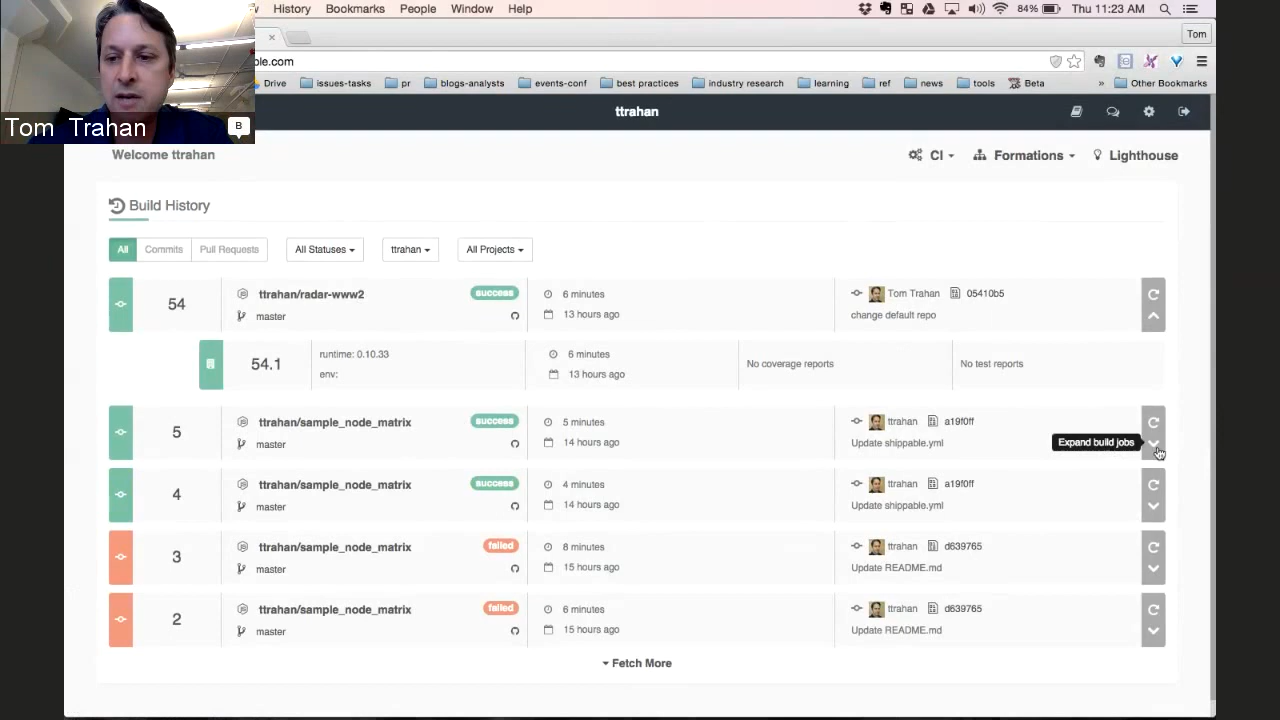 History Bookmarks People Window Help 84% Thu 11:23 AM
Tom
ple.com
Drive issues-tasks pr blogs-analysts events-conf best practices industry research learning ref news tools Beta » Other Bookmarks
Tom Trahan B
ttrahan
Welcome ttrahan CI Formations Lighthouse
Build History
All Commits Pull Requests All Statuses ttrahan All Projects
54 ttrahan/radar-www2 success 6 minutes Tom Trahan 05410b5
master 13 hours ago change default repo
54.1 runtime: 0.10.33 6 minutes No coverage reports No test reports
env: 13 hours ago
5 ttrahan/sample_node_matrix success 5 minutes ttrahan a19f0ff
master 14 hours ago Update shippable.yml Expand build jobs
4 ttrahan/sample_node_matrix success 4 minutes ttrahan a19f0ff
master 14 hours ago Update shippable.yml
3 ttrahan/sample_node_matrix failed 8 minutes ttrahan d639765
master 15 hours ago Update README.md
2 ttrahan/sample_node_matrix failed 6 minutes ttrahan d639765
master 15 hours ago Update README.md
Fetch More